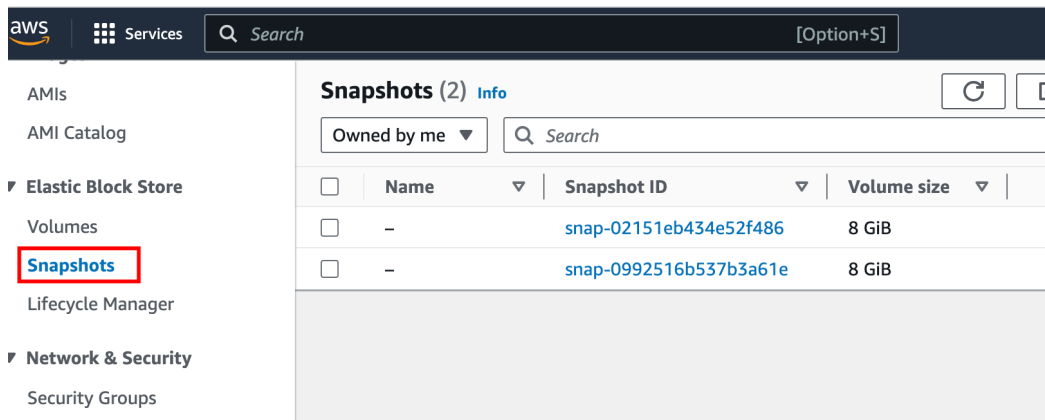 aws
Services
Search
[Option+S]
AMIs
AMI Catalog
Elastic Block Store
Volumes
Snapshots
Lifecycle Manager
Network & Security
Security Groups
Snapshots (2) Info
Owned by me
Search
Name Snapshot ID Volume size
– snap-02151eb434e52f486 8 GiB
– snap-0992516b537b3a61e 8 GiB